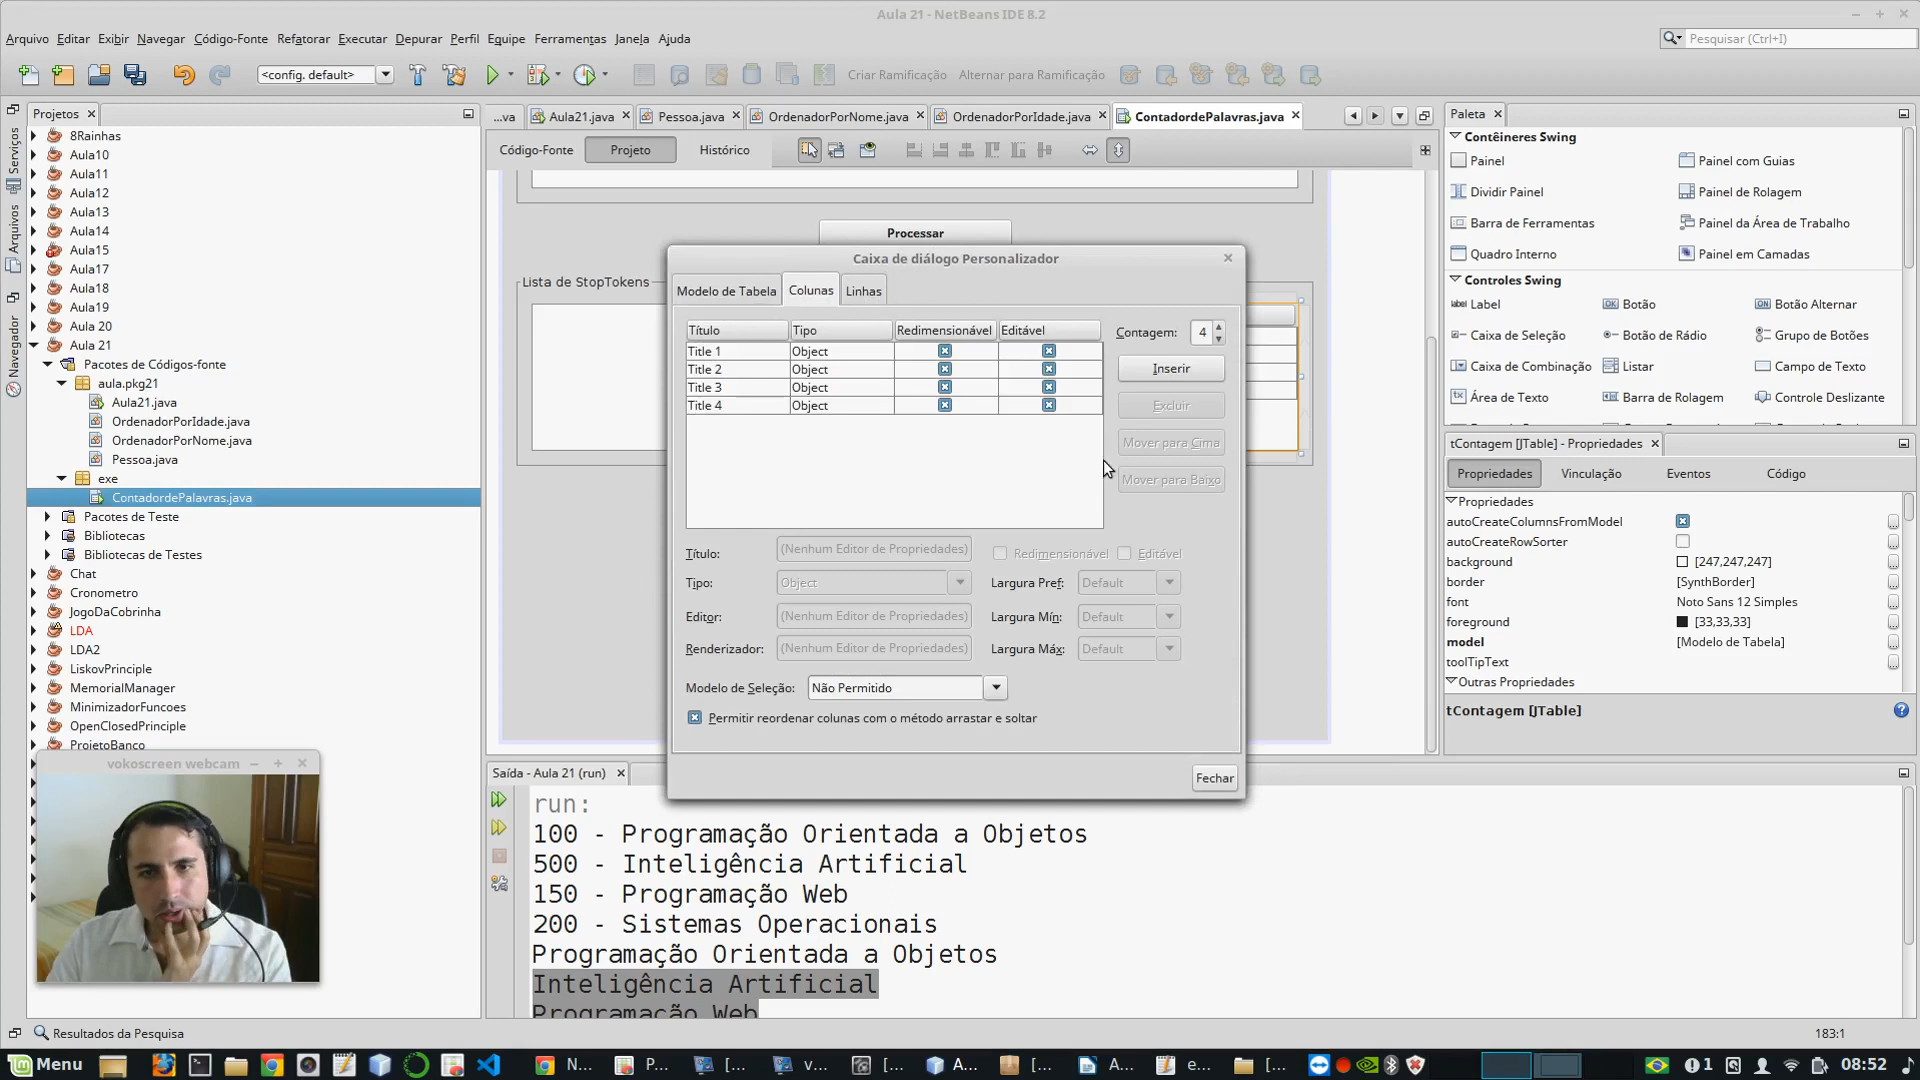 Aula 21 - NetBeans IDE 8.2
Arquivo Editar Exibir Navegar Código-Fonte Refatorar Executar Depurar Perfil Equipe Ferramentas Janela Ajuda
Pesquisar (Ctrl+I)
<config. default>
Criar Ramificação Alternar para Ramificação
Projetos
...va Aula21.java Pessoa.java OrdenadorPorNome.java OrdenadorPorIdade.java ContadordePalavras.java
Código-Fonte Projeto Histórico
Serviços
Arquivos
Navegador
8Rainhas
Aula10
Aula11
Aula12
Aula13
Aula14
Aula15
Aula17
Aula18
Aula19
Aula 20
Aula 21
Pacotes de Códigos-fonte
aula.pkg21
Aula21.java
OrdenadorPorIdade.java
OrdenadorPorNome.java
Pessoa.java
exe
ContadordePalavras.java
Pacotes de Teste
Bibliotecas
Bibliotecas de Testes
Chat
Cronometro
JogoDaCobrinha
LDA
LDA2
LiskovPrinciple
MemorialManager
MinimizadorFuncoes
OpenClosedPrinciple
ProjetoBanco
vokoscreen webcam
Processar
Lista de StopTokens
Caixa de diálogo Personalizador
Modelo de Tabela Colunas Linhas
Título Tipo Redimensionável Editável
Title 1 Object
Title 2 Object
Title 3 Object
Title 4 Object
Contagem: 4
Inserir
Excluir
Mover para Cima
Mover para Baixo
Título: (Nenhum Editor de Propriedades) Redimensionável Editável
Tipo: Object Largura Pref: Default
Editor: (Nenhum Editor de Propriedades) Largura Mín: Default
Renderizador: (Nenhum Editor de Propriedades) Largura Máx: Default
Modelo de Seleção: Não Permitido
Permitir reordenar colunas com o método arrastar e soltar
Fechar
Paleta
Contêineres Swing
Painel Painel com Guias
Dividir Painel Painel de Rolagem
Barra de Ferramentas Painel da Área de Trabalho
Quadro Interno Painel em Camadas
Controles Swing
label Label OK Botão ON Botão Alternar
Caixa de Seleção Botão de Rádio Grupo de Botões
Caixa de Combinação Listar Campo de Texto
Área de Texto Barra de Rolagem Controle Deslizante
tContagem [JTable] - Propriedades
Propriedades Vinculação Eventos Código
Propriedades
autoCreateColumnsFromModel
autoCreateRowSorter
background [247,247,247]
border [SynthBorder]
font Noto Sans 12 Simples
foreground [33,33,33]
model [Modelo de Tabela]
toolTipText
Outras Propriedades
tContagem [JTable]
Saída - Aula 21 (run)
run:
100 - Programação Orientada a Objetos
500 - Inteligência Artificial
150 - Programação Web
200 - Sistemas Operacionais
Programação Orientada a Objetos
Inteligência Artificial
Programação Web
Resultados da Pesquisa
183:1
Menu N... P... [... v... [... A... [... A... e... [... 1 08:52